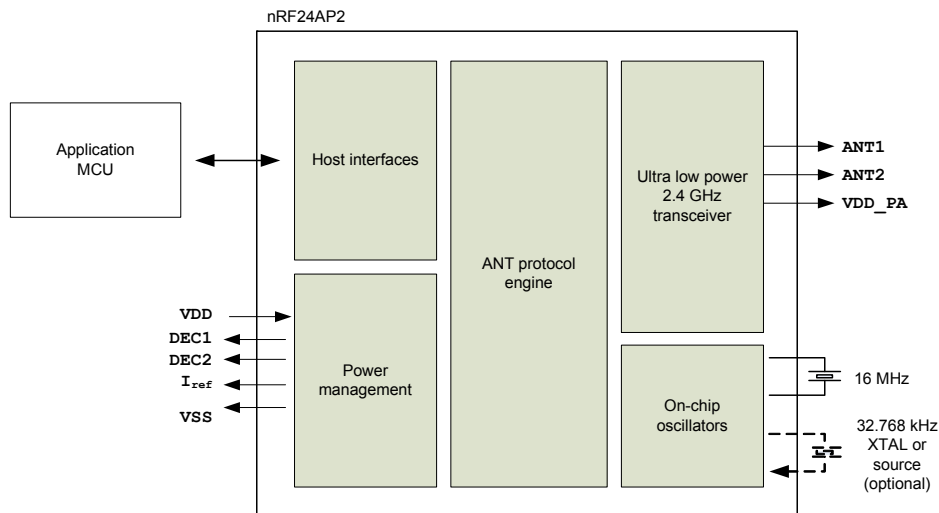 nRF24AP2
Application
MCU
Host interfaces
ANT protocol
engine
Ultra low power
2.4 GHz
transceiver
ANT1
ANT2
VDD_PA
VDD
DEC1
DEC2
Iref
VSS
Power
management
On-chip
oscillators
16 MHz
32.768 kHz
XTAL or
source
(optional)